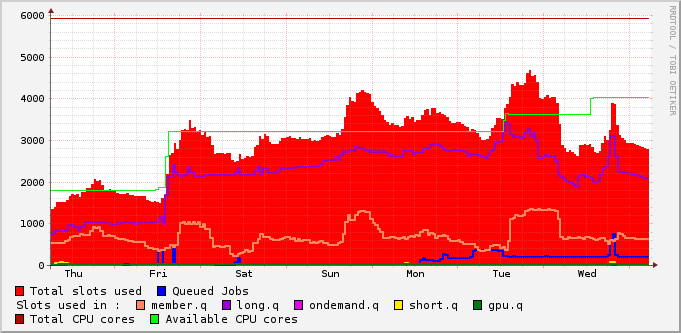 6000
5000
4000
3000
2000
1000
0
Thu Fri Sat Sun Mon Tue Wed
Total slots used Queued Jobs
Slots used in : member.q long.q ondemand.q short.q gpu.q
Total CPU cores Available CPU cores
RRDTOOL / TOBI OETIKER